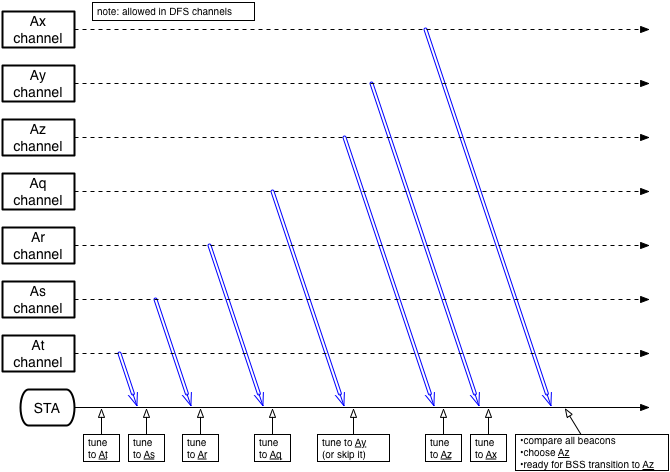 Ax
channel
note: allowed in DFS channels
Ay
channel
Az
channel
Aq
channel
Ar
channel
As
channel
At
channel
STA
tune
to At
tune
to As
tune
to Ar
tune
to Aq
tune to Ay
(or skip it)
tune
to Az
tune
to Ax
•compare all beacons
•choose Az
•ready for BSS transition to Az